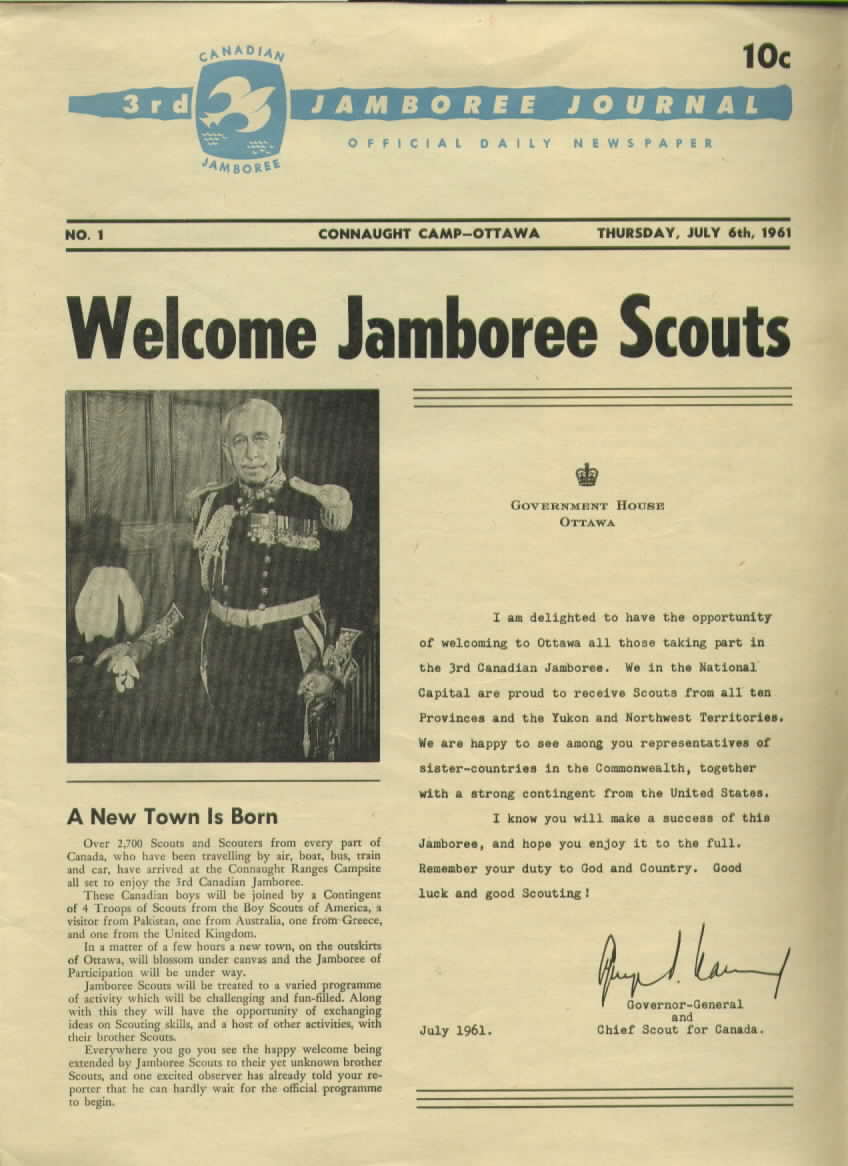 10c
CANADIAN
3rd
JAMBOREE JOURNAL
JAMBOREE
OFFICIAL DAILY NEWSPAPER
NO. 1 CONNAUGHT CAMP—OTTAWA THURSDAY, JULY 6th, 1961
Welcome Jamboree Scouts
A New Town Is Born
Over 2,700 Scouts and Scouters from every part of
Canada, who have been travelling by air, boat, bus, train
and car, have arrived at the Connaught Ranges Campsite
all set to enjoy the 3rd Canadian Jamboree.
These Canadian boys will be joined by a Contingent
of 4 Troops of Scouts from the Boy Scouts of America, a
visitor from Pakistan, one from Australia, one from Greece,
and one from the United Kingdom.
In a matter of a few hours a new town, on the outskirts
of Ottawa, will blossom under canvas and the Jamboree of
Participation will be under way.
Jamboree Scouts will be treated to a varied programme
of activity which will be challenging and fun-filled. Along
with this they will have the opportunity of exchanging
ideas on Scouting skills, and a host of other activities, with
their brother Scouts.
Everywhere you go you see the happy welcome being
extended by Jamboree Scouts to their yet unknown brother
Scouts, and one excited observer has already told your re-
porter that he can hardly wait for the official programme
to begin.
GOVERNMENT HOUSE
OTTAWA
I am delighted to have the opportunity
of welcoming to Ottawa all those taking part in
the 3rd Canadian Jamboree. We in the National
Capital are proud to receive Scouts from all ten
Provinces and the Yukon and Northwest Territories.
We are happy to see among you representatives of
sister-countries in the Commonwealth, together
with a strong contingent from the United States.
I know you will make a success of this
Jamboree, and hope you enjoy it to the full.
Remember your duty to God and Country. Good
luck and good Scouting!
Governor-General
and
July 1961. Chief Scout for Canada.